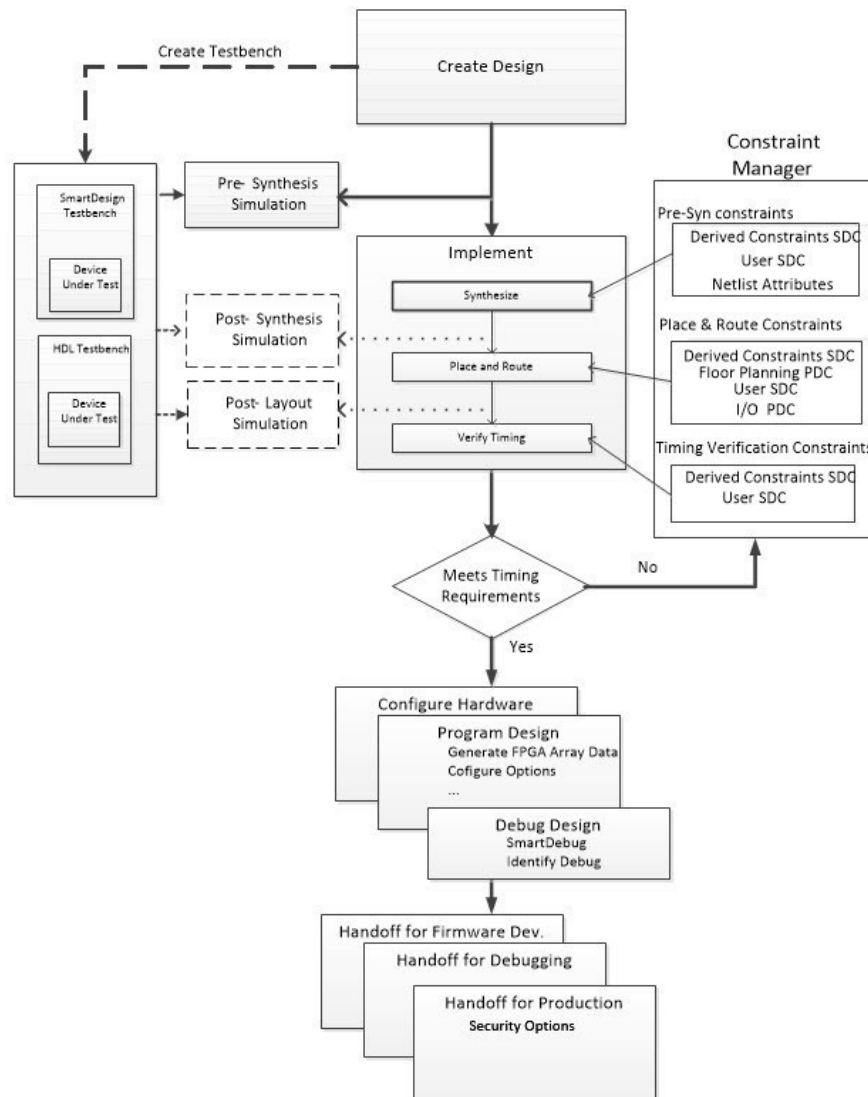 Create Testbench
Create Design
Constraint
Manager
SmartDesign
Testbench
Device
Under Test
Pre- Synthesis
Simulation
Pre-Syn constraints
Derived Constraints SDC
User SDC
Netlist Attributes
Implement
Synthesize
Post- Synthesis
Simulation
Place & Route Constraints
HDL Testbench
Device
Under Test
Place and Route
Derived Constraints SDC
Floor Planning PDC
User SDC
I/O PDC
Post- Layout
Simulation
Verify Timing
Timing Verification Constraints
Derived Constraints SDC
User SDC
Meets Timing
Requirements
No
Yes
Configure Hardware
Program Design
Generate FPGA Array Data
Cofigure Options
...
Debug Design
SmartDebug
Identify Debug
Handoff for Firmware Dev.
Handoff for Debugging
Handoff for Production
Security Options